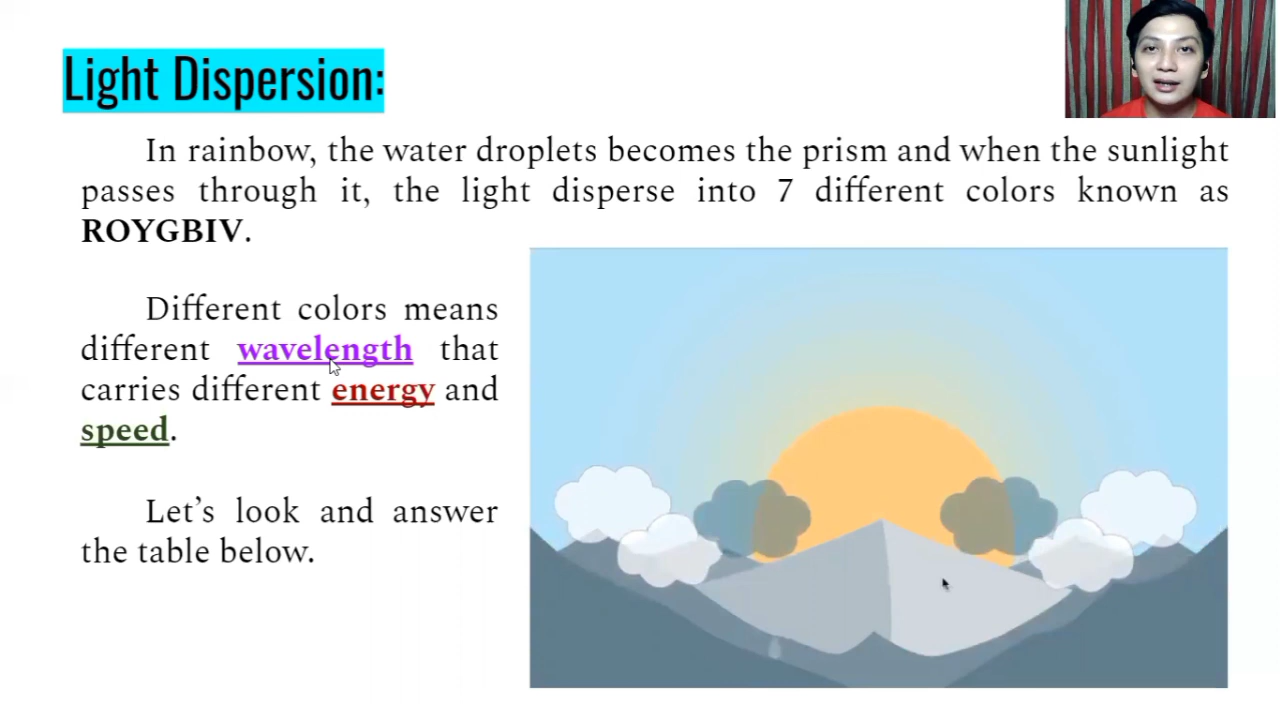 Light Dispersion:
In rainbow, the water droplets becomes the prism and when the sunlight
passes through it, the light disperse into 7 different colors known as
ROYGBIV.
Different colors means
different wavelength that
carries different energy and
speed.
Let’s look and answer
the table below.